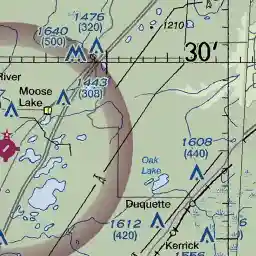 1476
(320)
1640
(500)
1210
30'
River
1443
(308)
Moose
Lake
1608
(440)
Oak
Lake
Duquette
1612
(420)
Kerrick
1556